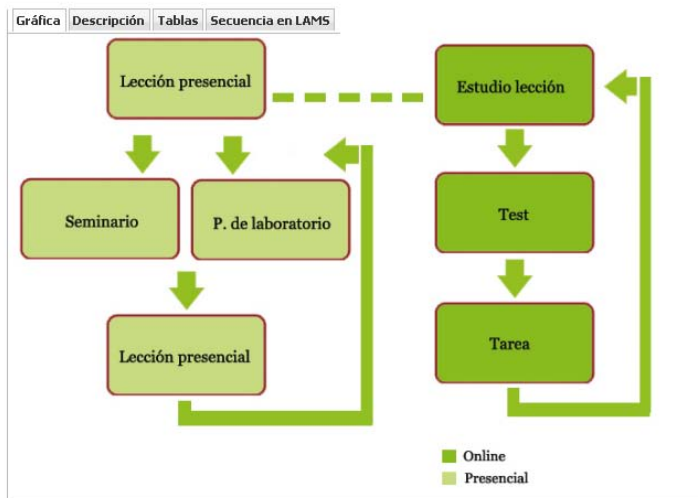 Gráfica Descripción Tablas Secuencia en LAMS
Lección presencial
Estudio lección
Seminario
P. de laboratorio
Test
Lección presencial
Tarea
Online
Presencial